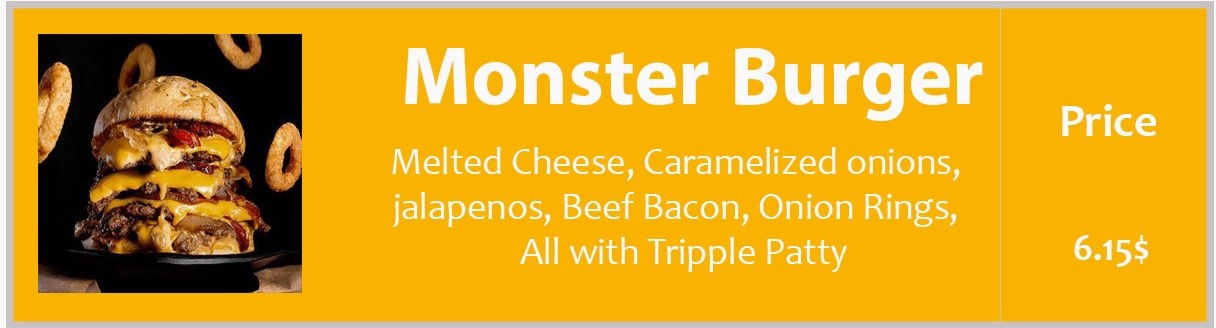 Monster Burger
Melted Cheese, Caramelized onions,
jalapenos, Beef Bacon, Onion Rings,
All with Tripple Patty
Price
6.15$